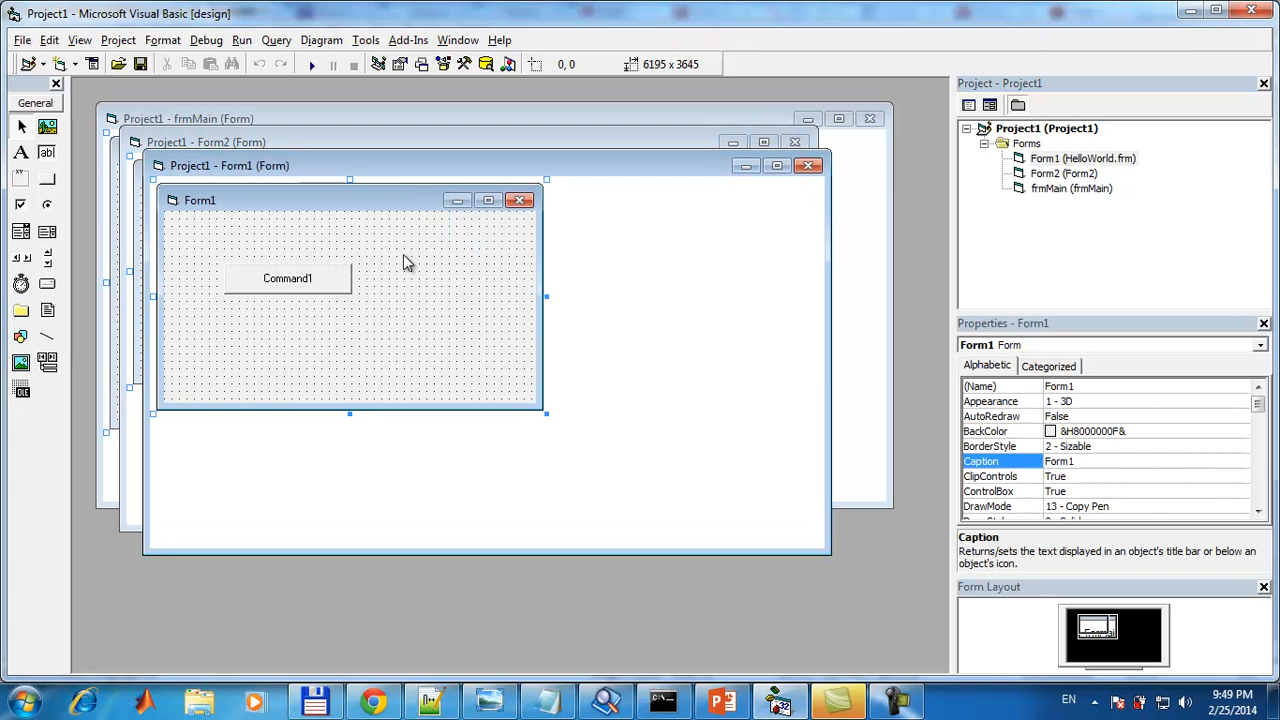 Project1 - Microsoft Visual Basic [design]
File Edit View Project Format Debug Run Query Diagram Tools Add-Ins Window Help
0, 0 6195 x 3645
General
Project1 - frmMain (Form)
Project1 - Form2 (Form)
Project1 - Form1 (Form)
Form1
Command1
A ab|
OLE
Project - Project1
Project1 (Project1)
Forms
Form1 (HelloWorld.frm)
Form2 (Form2)
frmMain (frmMain)
Properties - Form1
Form1 Form
Alphabetic Categorized
(Name) Form1
Appearance 1 - 3D
AutoRedraw False
BackColor &H8000000F&
BorderStyle 2 - Sizable
Caption Form1
ClipControls True
ControlBox True
DrawMode 13 - Copy Pen
Caption
Returns/sets the text displayed in an object's title bar or below an
object's icon.
Form Layout
EN
9:49 PM
2/25/2014